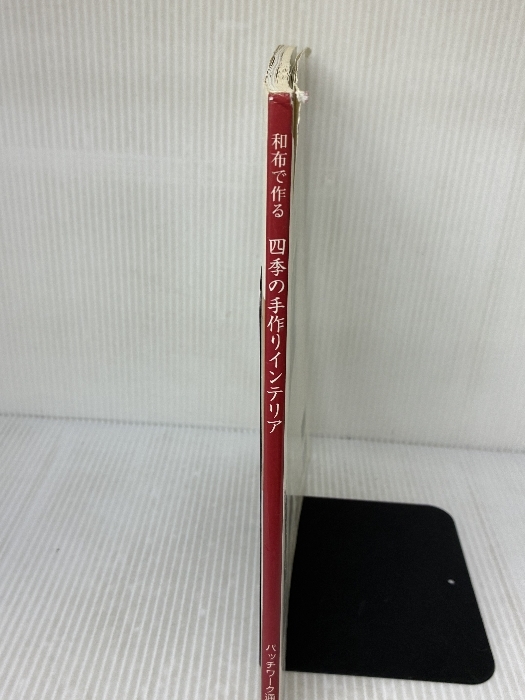 和布で作る
四季の手作りインテリア
パッチワーク通